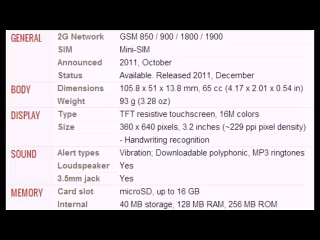 GENERAL 2G Network GSM 850 / 900 / 1800 / 1900
SIM Mini-SIM
Announced 2011, October
Status Available. Released 2011, December
BODY Dimensions 105.8 x 51 x 13.8 mm, 65 cc (4.17 x 2.01 x 0.54 in)
Weight 93 g (3.28 oz)
DISPLAY Type TFT resistive touchscreen, 16M colors
Size 360 x 640 pixels, 3.2 inches (~229 ppi pixel density)
- Handwriting recognition
SOUND Alert types Vibration; Downloadable polyphonic, MP3 ringtones
Loudspeaker Yes
3.5mm jack Yes
MEMORY Card slot microSD, up to 16 GB
Internal 40 MB storage, 128 MB RAM, 256 MB ROM